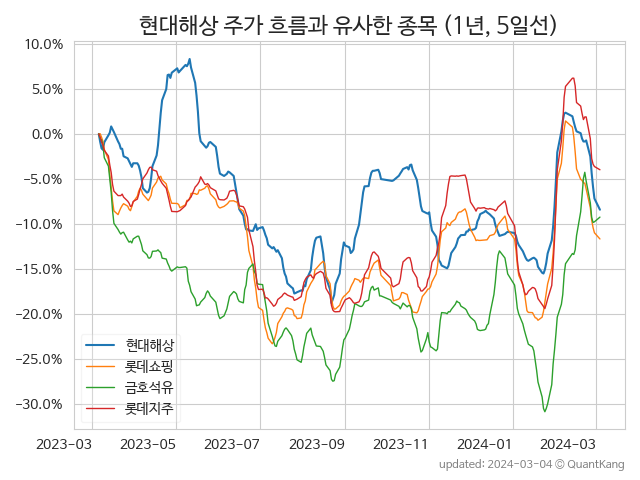 현대해상 주가 흐름과 유사한 종목 (1년, 5일선)
10.0%
5.0%
0.0%
-5.0%
-10.0%
-15.0%
-20.0%
-25.0%
-30.0%
현대해상
롯데쇼핑
금호석유
롯데지주
2023-03 2023-05 2023-07 2023-09 2023-11 2024-01 2024-03
updated: 2024-03-04 © QuantKang